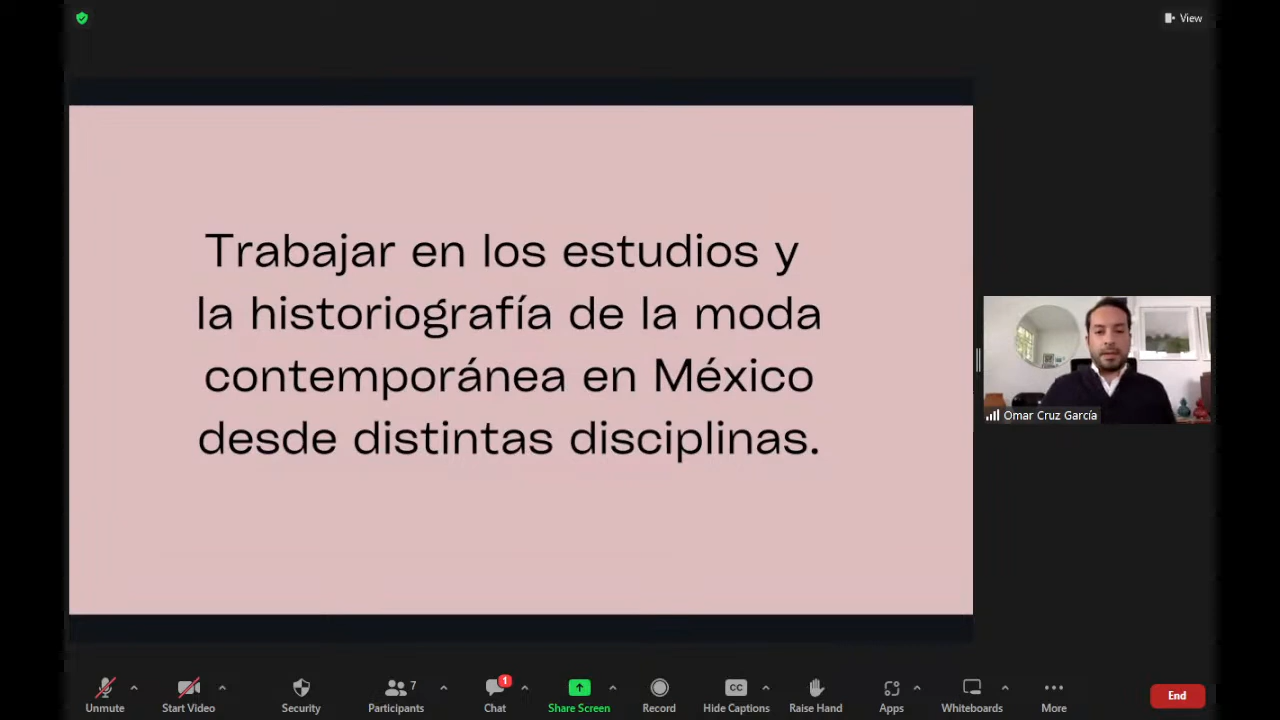 View
Trabajar en los estudios y
la historiografía de la moda
contemporánea en México
desde distintas disciplinas.
Omar Cruz García
Unmute
Start Video
Security
7
Participants
1
Chat
Share Screen
Record
CC
Hide Captions
Raise Hand
Apps
Whiteboards
More
End